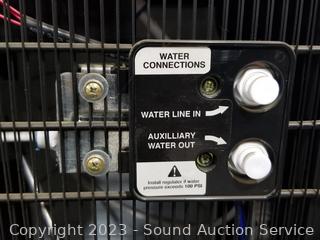 WATER
CONNECTIONS
WATER LINE IN
AUXILLIARY
WATER OUT
Install regulator if water
pressure exceeds 100 PSI
Copyright 2023 - Sound Auction Service